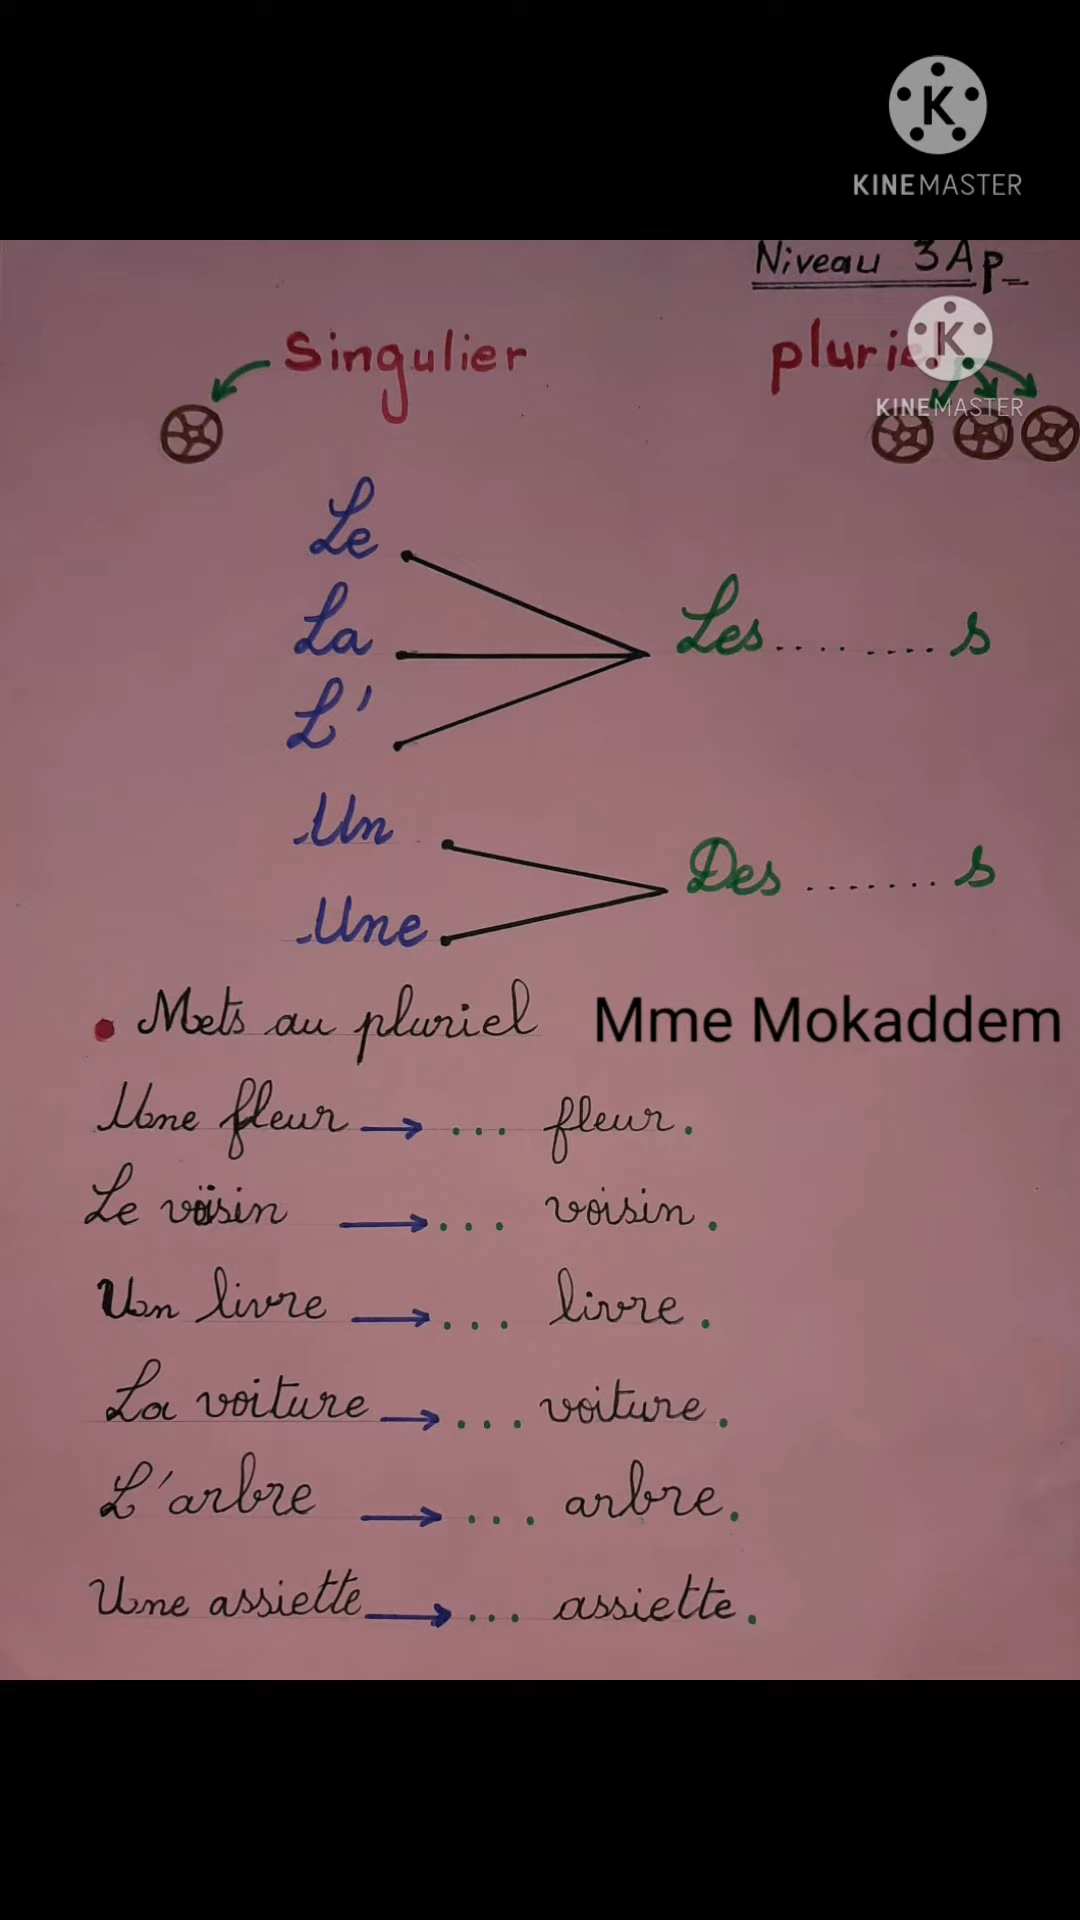 K
KINEMASTER
Niveau 3Ap
Singulier
pluriel
K
KINEMASTER
Le
La
L'
Les ........ s
Un
Une
Des ....... s
• Mets au pluriel
Mme Mokaddem
Une fleur → ... fleur.
Le voisin → ... voisin.
Un livre → ... livre.
La voiture → ... voiture.
L'arbre → ... arbre.
Une assiette → ... assiette.